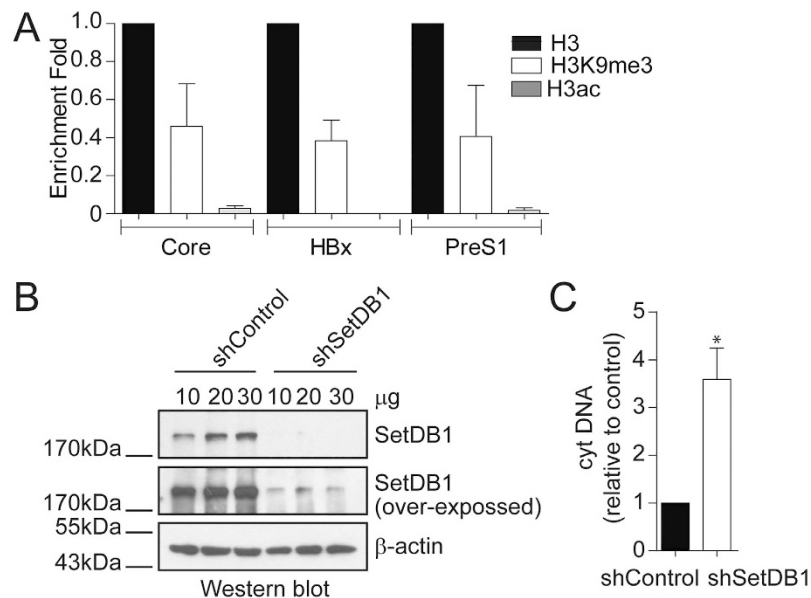 A
Enrichment Fold
1.0
0.8
0.6
0.4
0.2
0
H3
H3K9me3
H3ac
Core HBx PreS1
B
shControl shSetDB1
10 20 30 10 20 30 μg
170kDa
SetDB1
170kDa
SetDB1
(over-expossed)
55kDa
43kDa
β-actin
Western blot
C
cyt DNA
(relative to control)
5
4
3
2
1
0
*
shControl shSetDB1